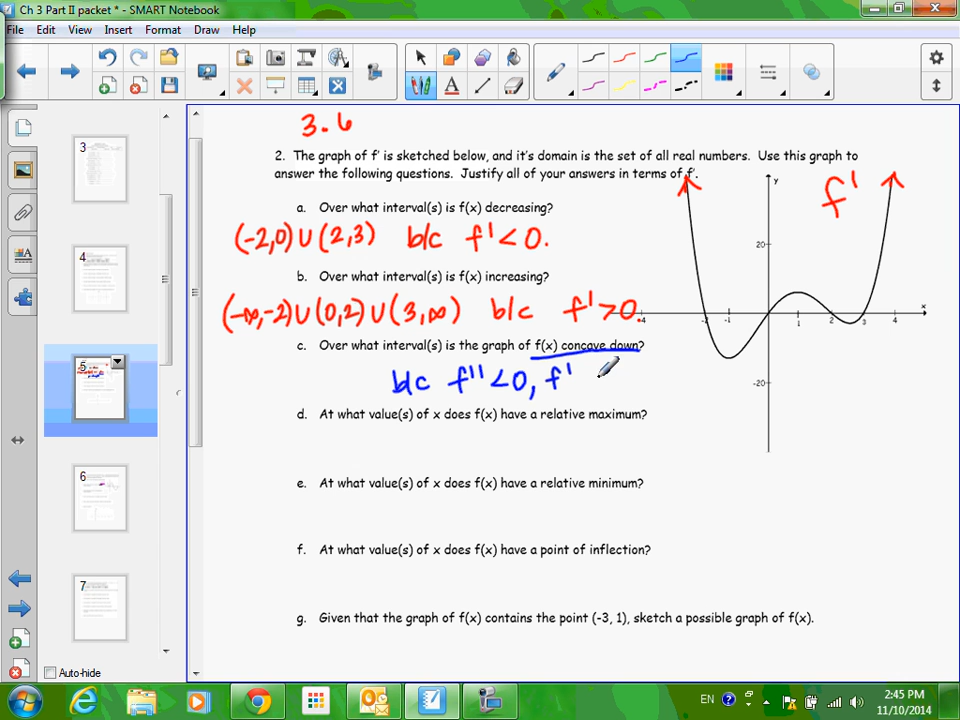 Ch 3 Part II packet * - SMART Notebook
File Edit View Insert Format Draw Help
3
4
5
6
7
Auto-hide
3.6
2. The graph of f' is sketched below, and it's domain is the set of all real numbers. Use this graph to
answer the following questions. Justify all of your answers in terms of f'.
f'
y
20
x
-4 -2 -1 1 2 3 4
-20
a. Over what interval(s) is f(x) decreasing?
(-2,0)∪(2,3) b/c f'<0.
b. Over what interval(s) is f(x) increasing?
(-∞,-2)∪(0,2)∪(3,∞) b/c f'>0.
c. Over what interval(s) is the graph of f(x) concave down?
b/c f''<0, f'
d. At what value(s) of x does f(x) have a relative maximum?
e. At what value(s) of x does f(x) have a relative minimum?
f. At what value(s) of x does f(x) have a point of inflection?
g. Given that the graph of f(x) contains the point (-3, 1), sketch a possible graph of f(x).
EN
2:45 PM
11/10/2014